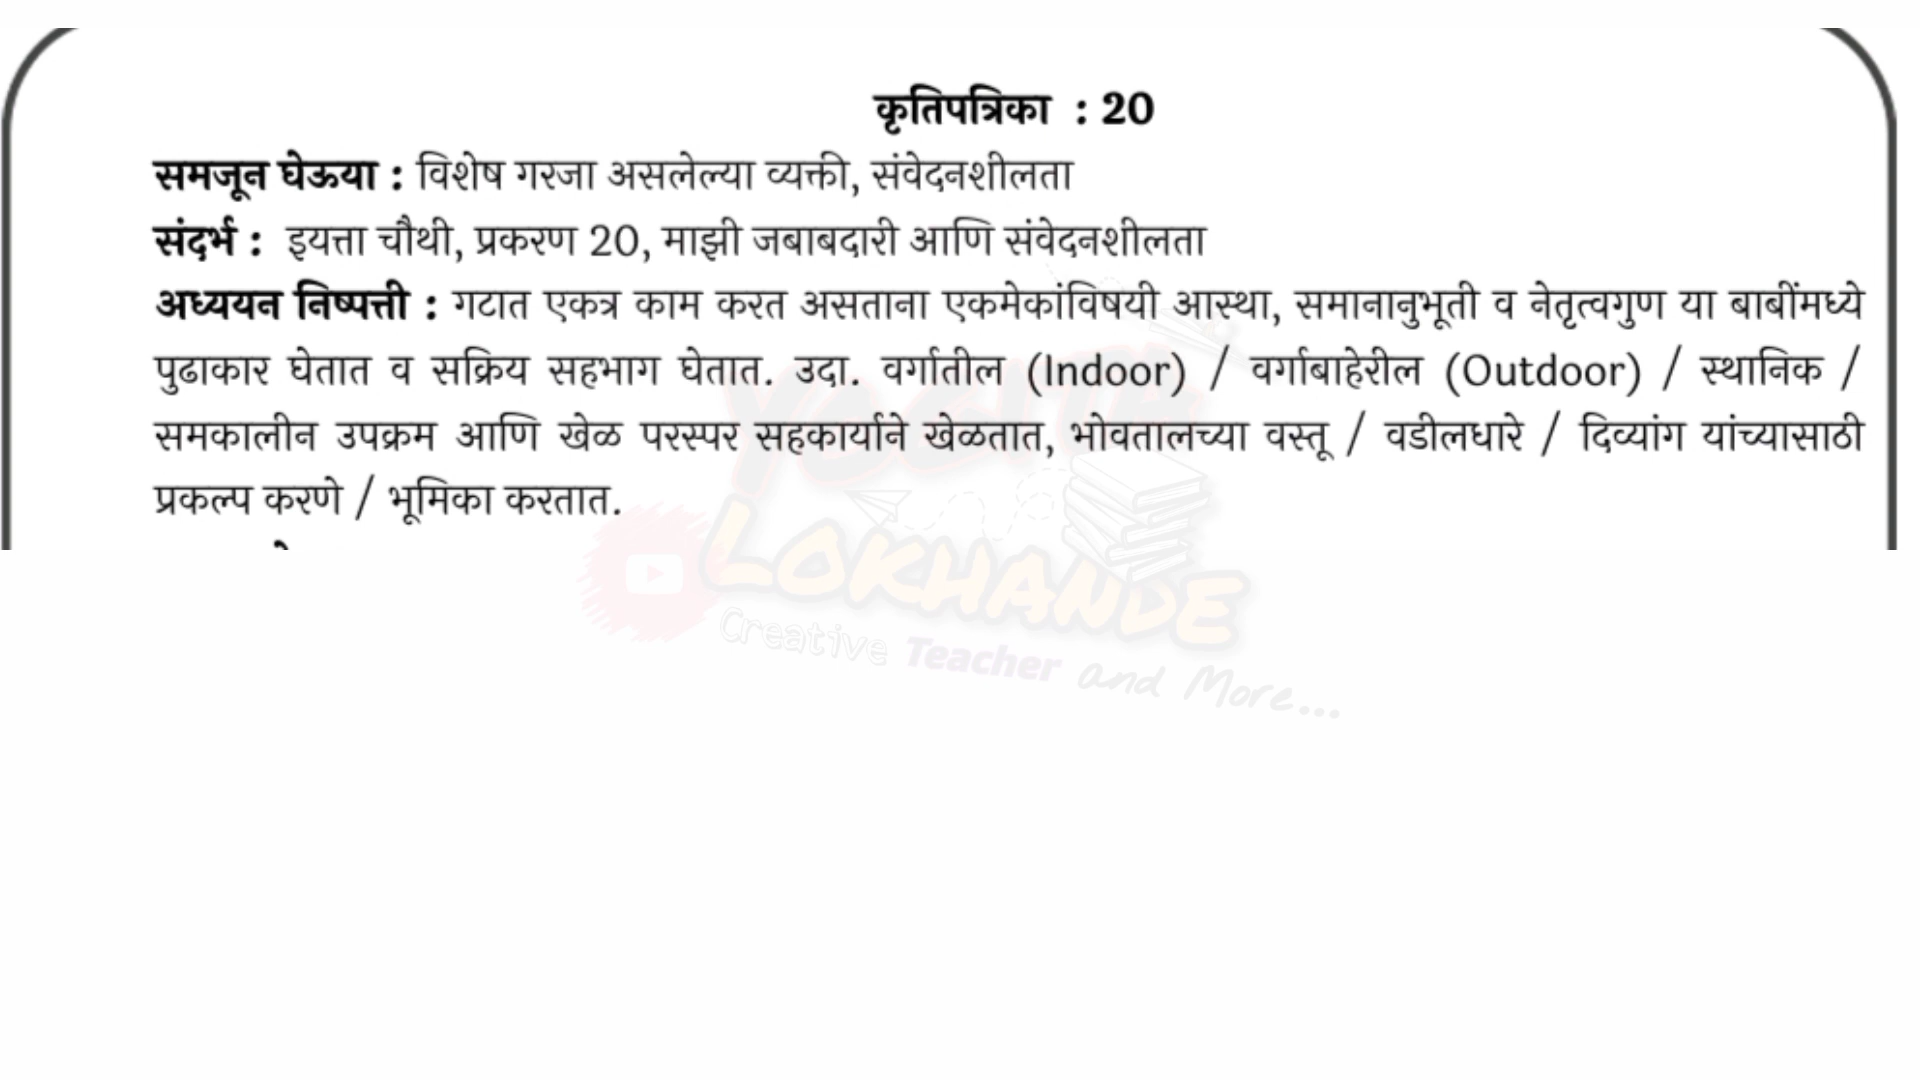 कृतिपत्रिका : 20
समजून घेऊया : विशेष गरजा असलेल्या व्यक्ती, संवेदनशीलता
संदर्भ : इयत्ता चौथी, प्रकरण 20, माझी जबाबदारी आणि संवेदनशीलता
अध्ययन निष्पत्ती : गटात एकत्र काम करत असताना एकमेकांविषयी आस्था, समानानुभूती व नेतृत्वगुण या बाबींमध्ये
पुढाकार घेतात व सक्रिय सहभाग घेतात. उदा. वर्गातील (Indoor) / वर्गाबाहेरील (Outdoor) / स्थानिक /
समकालीन उपक्रम आणि खेळ परस्पर सहकार्याने खेळतात, भोवतालच्या वस्तू / वडीलधारे / दिव्यांग यांच्यासाठी
प्रकल्प करणे / भूमिका करतात.
YOGITA
LOKHANDE
Creative Teacher and More...